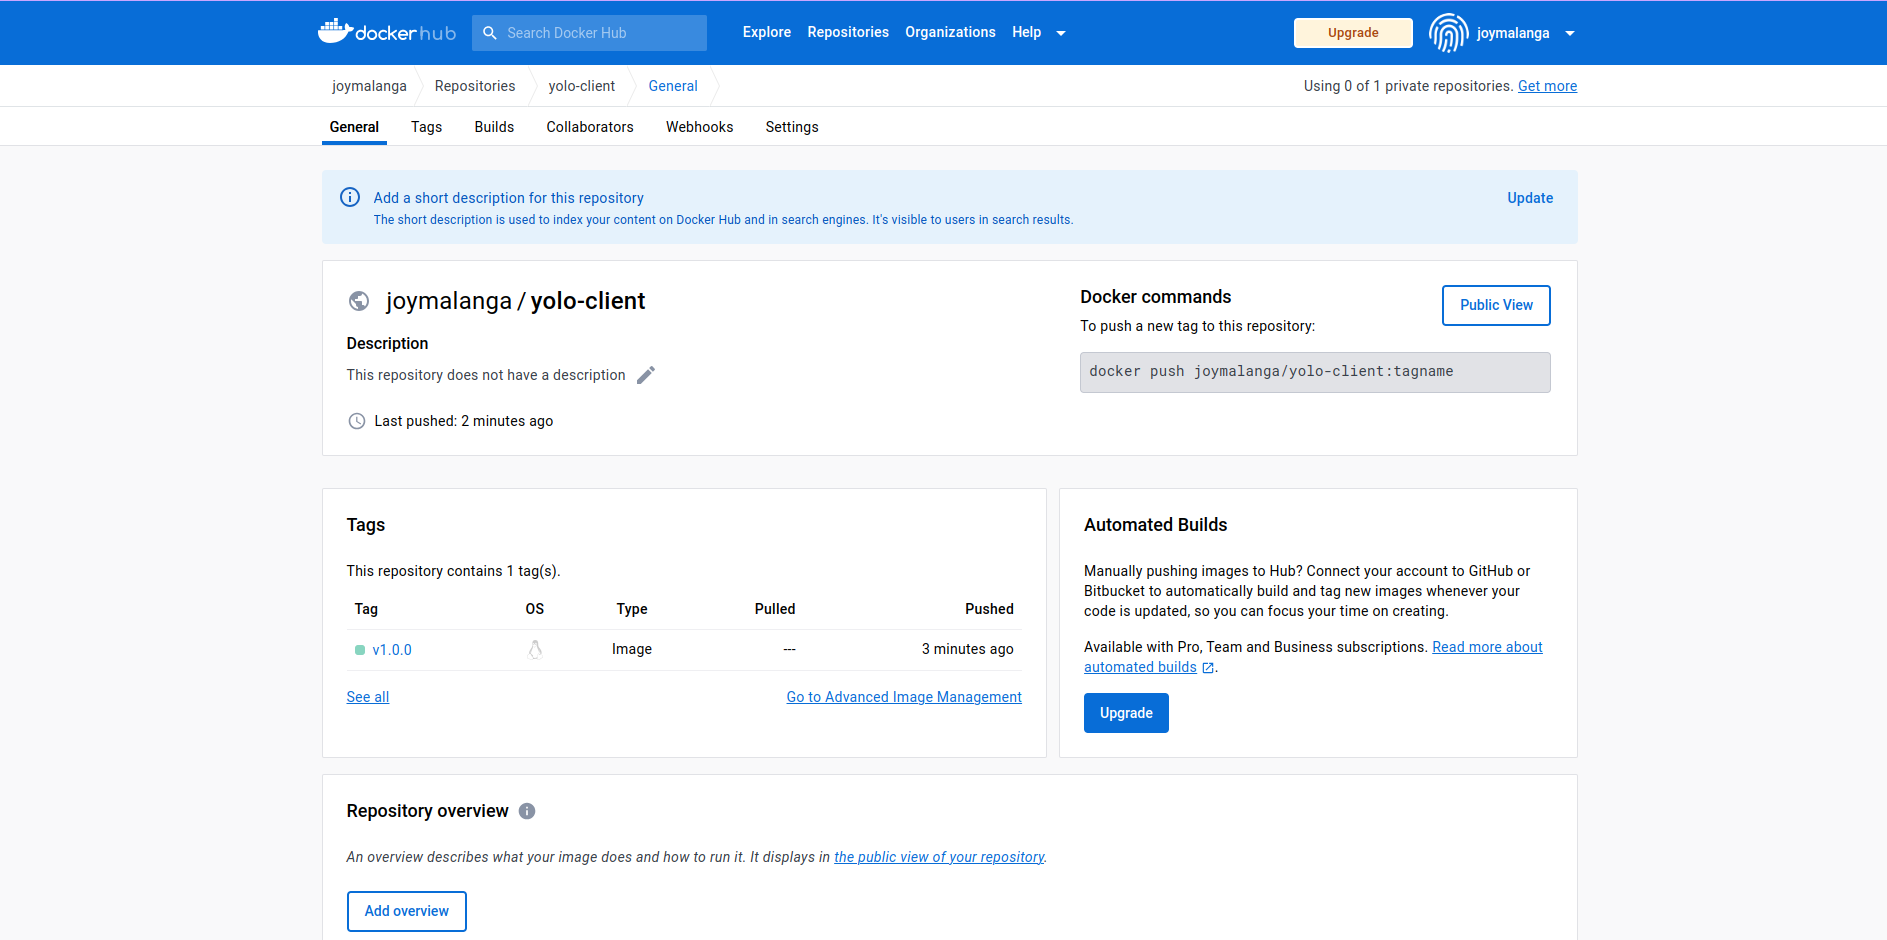 docker hub
Search Docker Hub
Explore Repositories Organizations Help
Upgrade
joymalanga
joymalanga Repositories yolo-client General
Using 0 of 1 private repositories. Get more
General Tags Builds Collaborators Webhooks Settings
Add a short description for this repository
Update
The short description is used to index your content on Docker Hub and in search engines. It's visible to users in search results.
joymalanga / yolo-client
Description
This repository does not have a description
Last pushed: 2 minutes ago
Docker commands
Public View
To push a new tag to this repository:
docker push joymalanga/yolo-client:tagname
Tags
This repository contains 1 tag(s).
Tag OS Type Pulled Pushed
v1.0.0 Image --- 3 minutes ago
See all Go to Advanced Image Management
Automated Builds
Manually pushing images to Hub? Connect your account to GitHub or
Bitbucket to automatically build and tag new images whenever your
code is updated, so you can focus your time on creating.
Available with Pro, Team and Business subscriptions. Read more about
automated builds .
Upgrade
Repository overview
An overview describes what your image does and how to run it. It displays in the public view of your repository.
Add overview